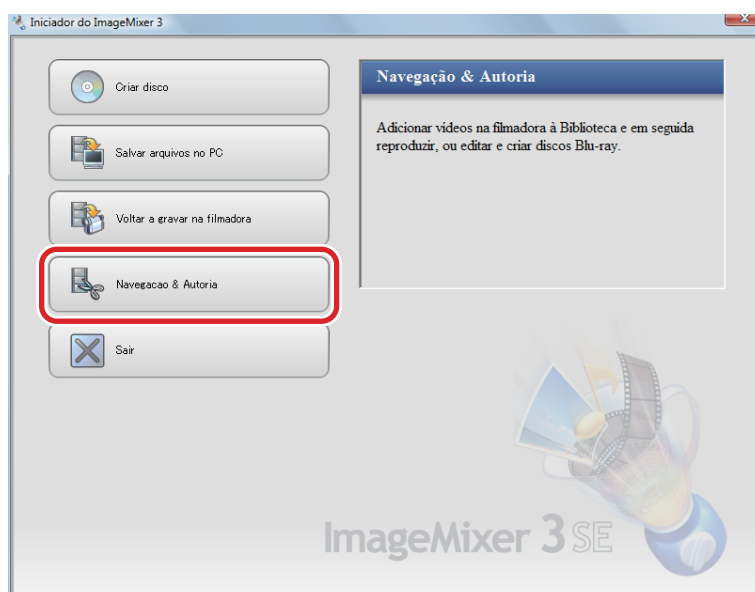 Iniciador do ImageMixer 3
Criar disco
Salvar arquivos no PC
Voltar a gravar na filmadora
Navegacao & Autoria
Sair
Navegação & Autoria
Adicionar vídeos na filmadora à Biblioteca e em seguida
reproduzir, ou editar e criar discos Blu-ray.
ImageMixer 3 SE